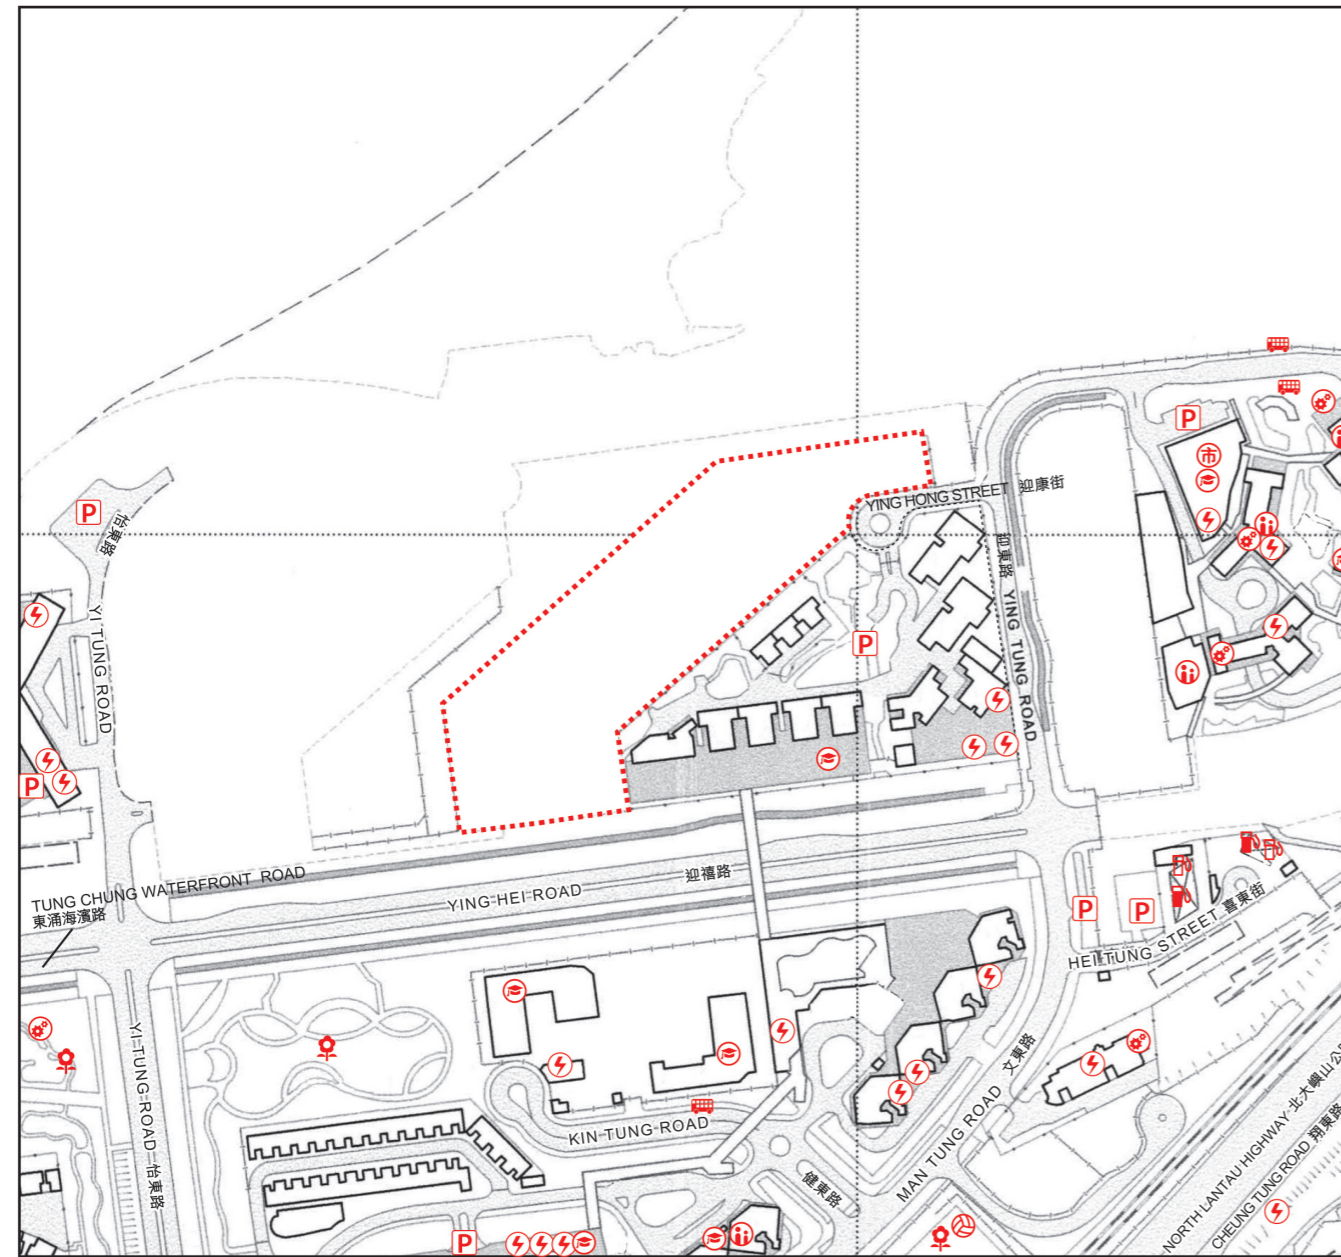 P
YING HONG STREET 迎康街
P
怡東路
市
YI TUNG ROAD
迎東路 YING TUNG ROAD
P
P
TUNG CHUNG WATERFRONT ROAD
東涌海濱路
YING HEI ROAD
迎禧路
P
P
HEI TUNG STREET 喜東街
YI TUNG ROAD 怡東路
KIN TUNG ROAD
健東路
MAN TUNG ROAD 文東路
NORTH LANTAU HIGHWAY 北大嶼山公
CHEUNG TUNG ROAD 翔東路
P